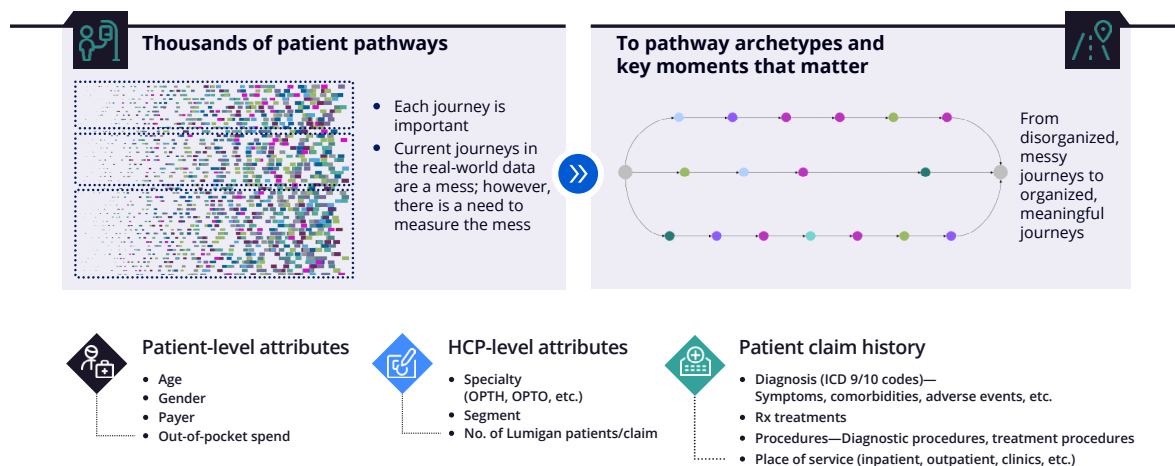 Thousands of patient pathways
• Each journey is
important
• Current journeys in
the real-world data
are a mess; however,
there is a need to
measure the mess
To pathway archetypes and
key moments that matter
From
disorganized,
messy
journeys to
organized,
meaningful
journeys
Patient-level attributes
• Age
• Gender
• Payer
• Out-of-pocket spend
HCP-level attributes
• Specialty
(OPTH, OPTO, etc.)
• Segment
• No. of Lumigan patients/claim
Patient claim history
• Diagnosis (ICD 9/10 codes)—
Symptoms, comorbidities, adverse events, etc.
• Rx treatments
• Procedures—Diagnostic procedures, treatment procedures
• Place of service (inpatient, outpatient, clinics, etc.)